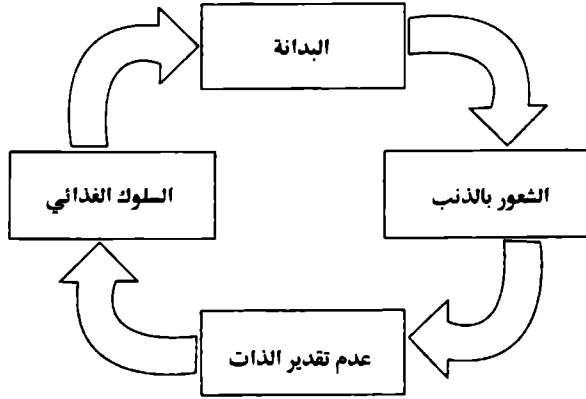 البدانة
الشعور بالذنب
السلوك الغذائي
عدم تقدير الذات